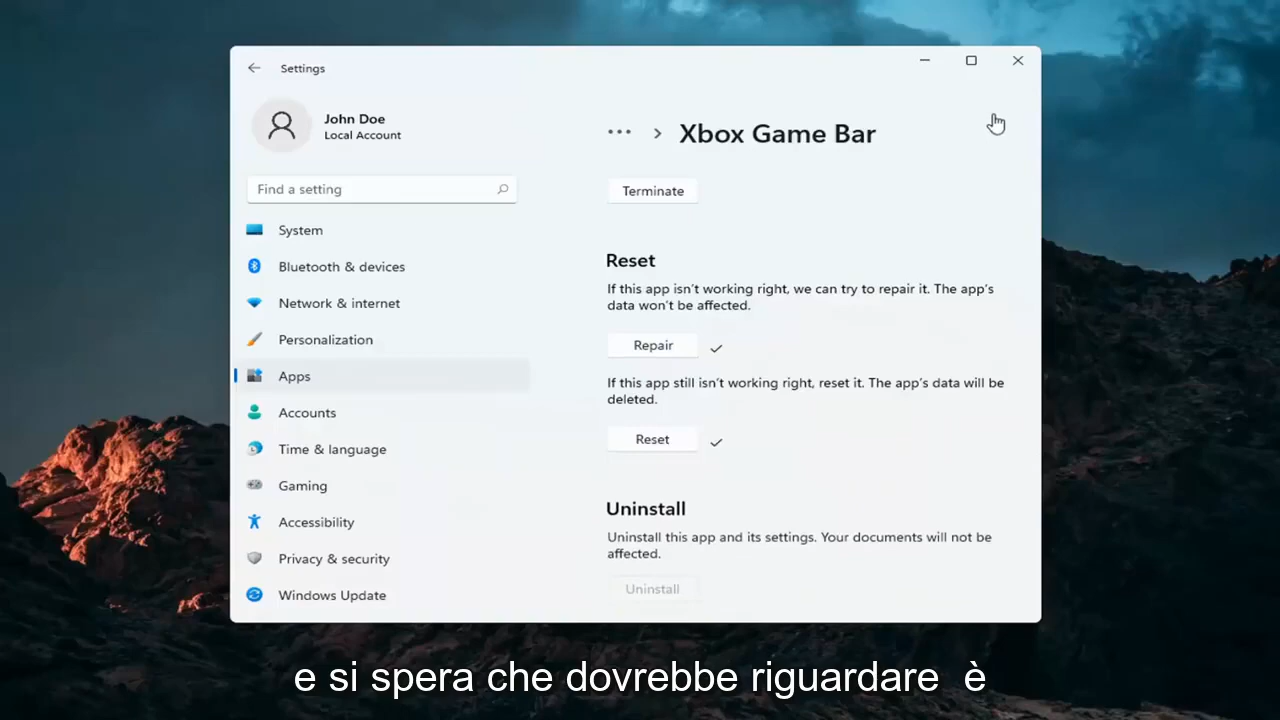 Settings
John Doe
Local Account
Find a setting
System
Bluetooth & devices
Network & internet
Personalization
Apps
Accounts
Time & language
Gaming
Accessibility
Privacy & security
Windows Update
... > Xbox Game Bar
Terminate
Reset
If this app isn't working right, we can try to repair it. The app's
data won't be affected.
Repair
If this app still isn't working right, reset it. The app's data will be
deleted.
Reset
Uninstall
Uninstall this app and its settings. Your documents will not be
affected.
Uninstall
e si spera che dovrebbe riguardare è